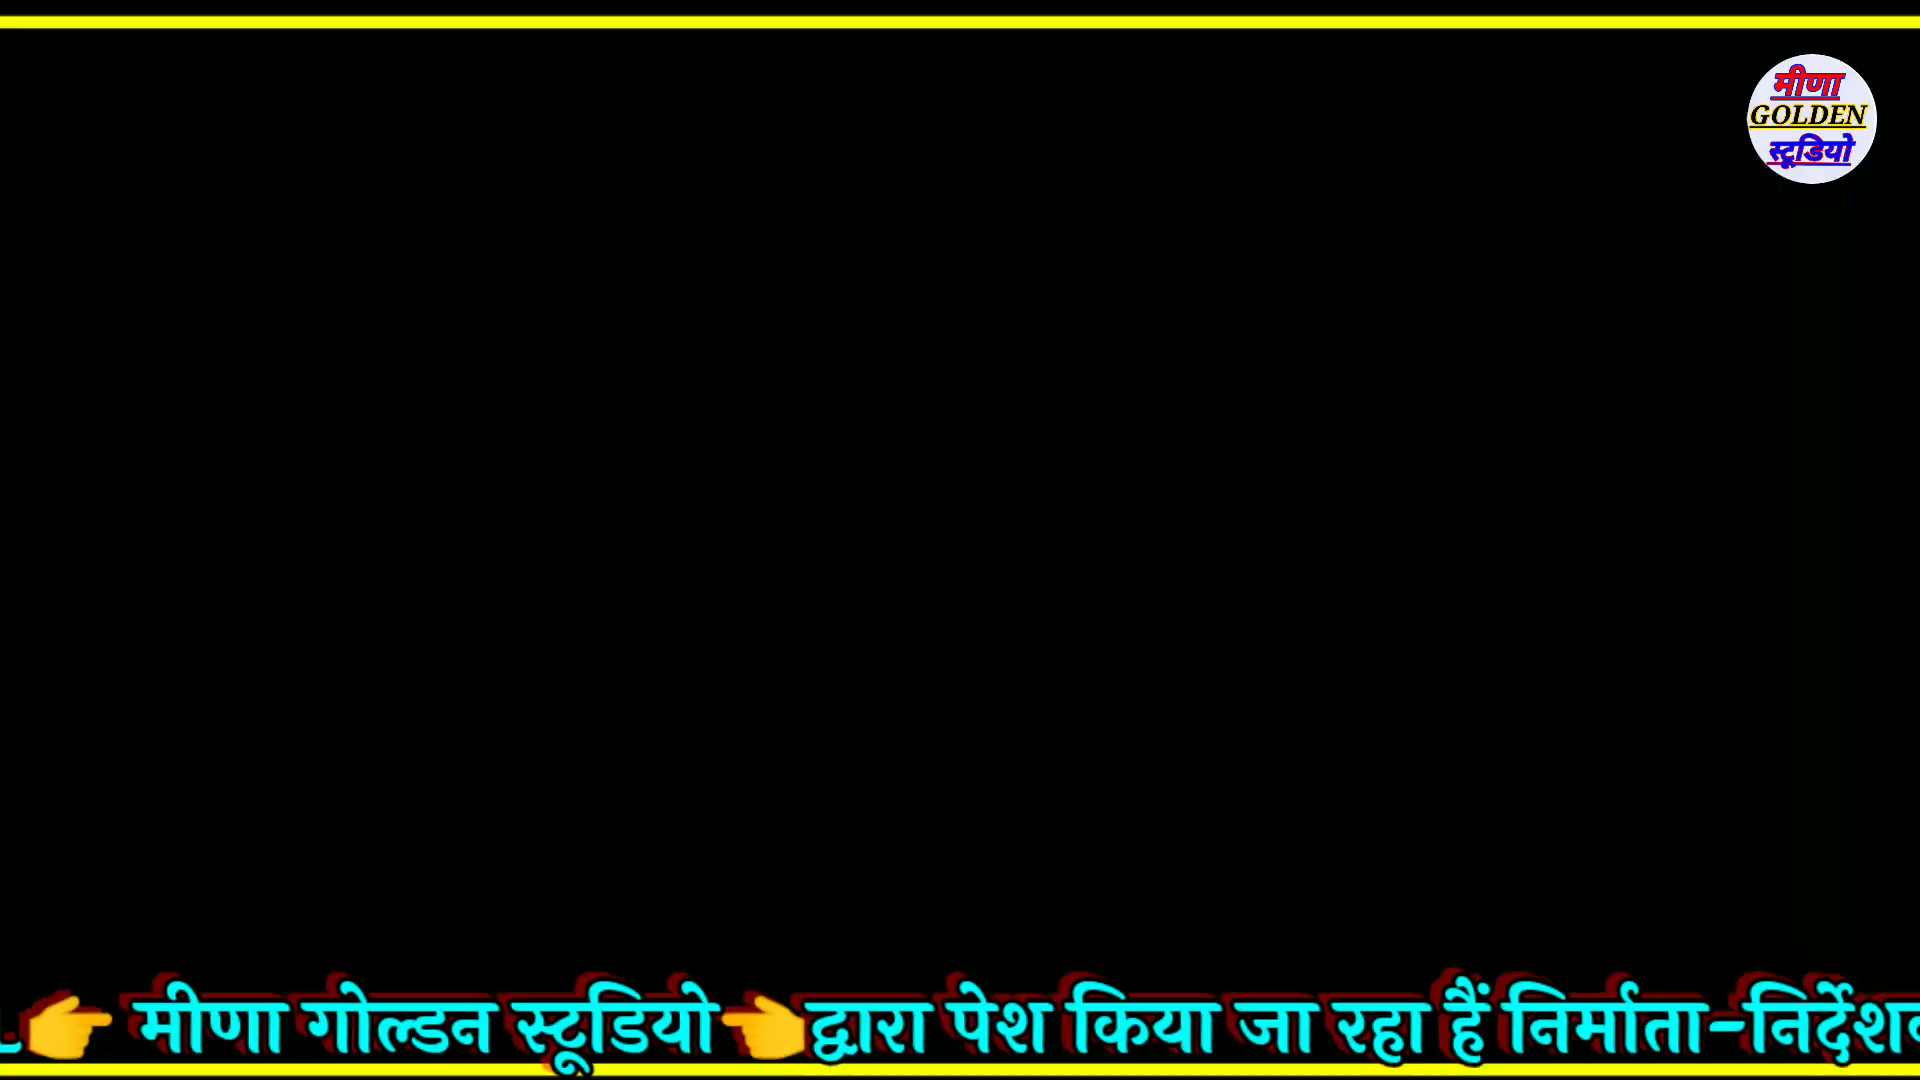 मीणा
GOLDEN
स्टूडियो
👉 मीणा गोल्डन स्टूडियो👈द्वारा पेश किया जा रहा हैं निर्माता-निर्देशक